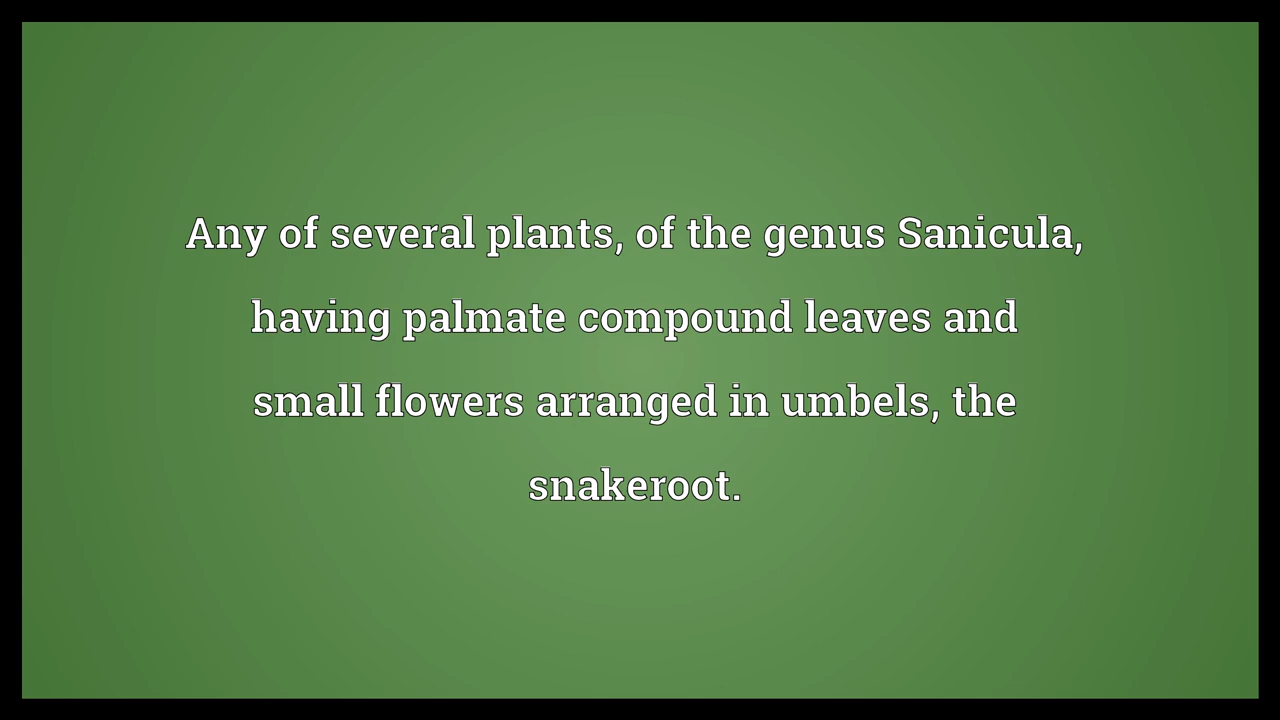 Any of several plants, of the genus Sanicula,
having palmate compound leaves and
small flowers arranged in umbels, the
snakeroot.